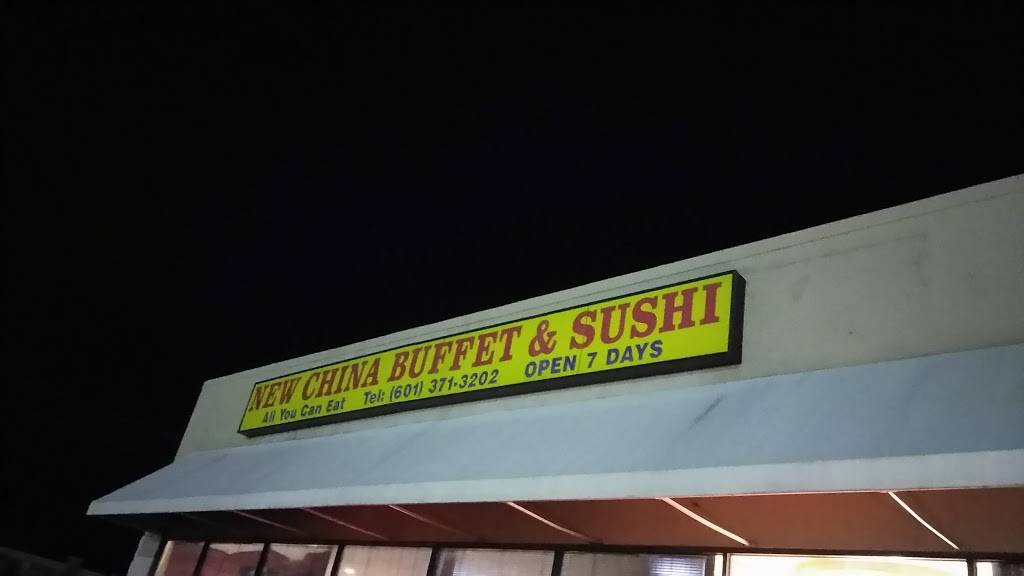 NEW CHINA BUFFET & SUSHI
All You Can Eat Tel: (601) 371-3202 OPEN 7 DAYS